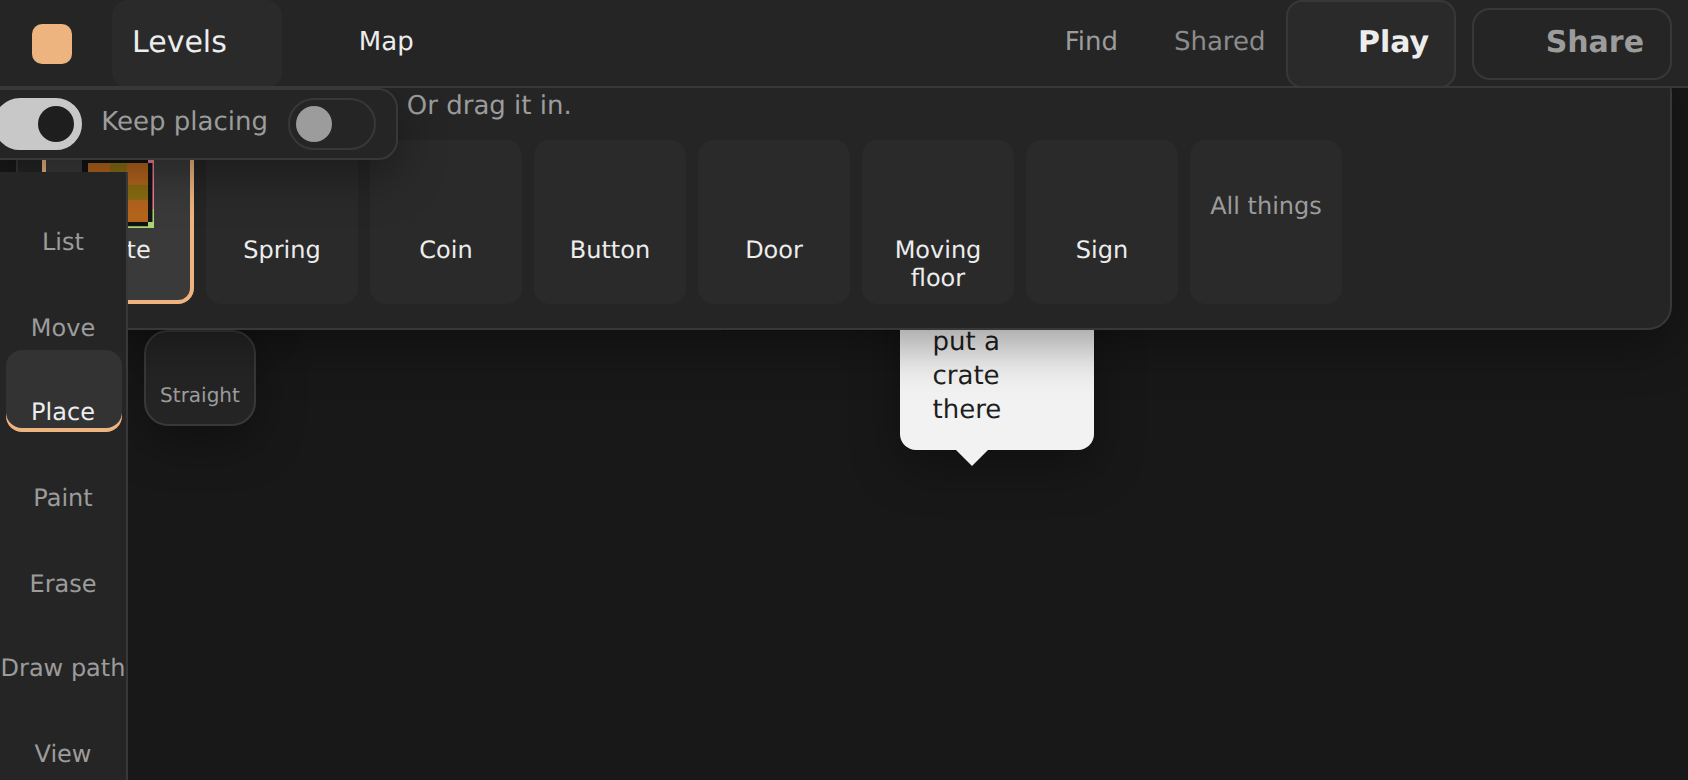 Levels
Map
Find
Shared
Play
Share
Keep placing
Or drag it in.
te
Spring
Coin
Button
Door
Moving
floor
Sign
All things
List
Move
Place
Paint
Erase
Draw path
View
Straight
put a
crate
there